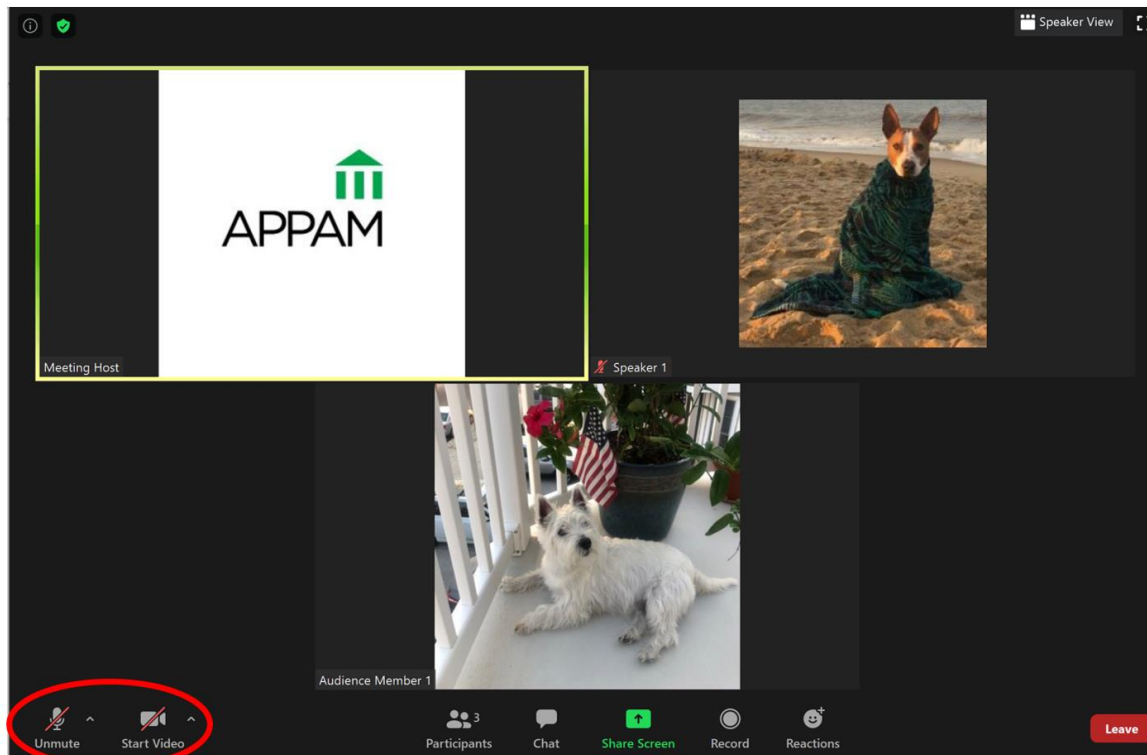 Speaker View
APPAM
Meeting Host
Speaker 1
Audience Member 1
Unmute
Start Video
3
Participants
Chat
Share Screen
Record
Reactions
Leave